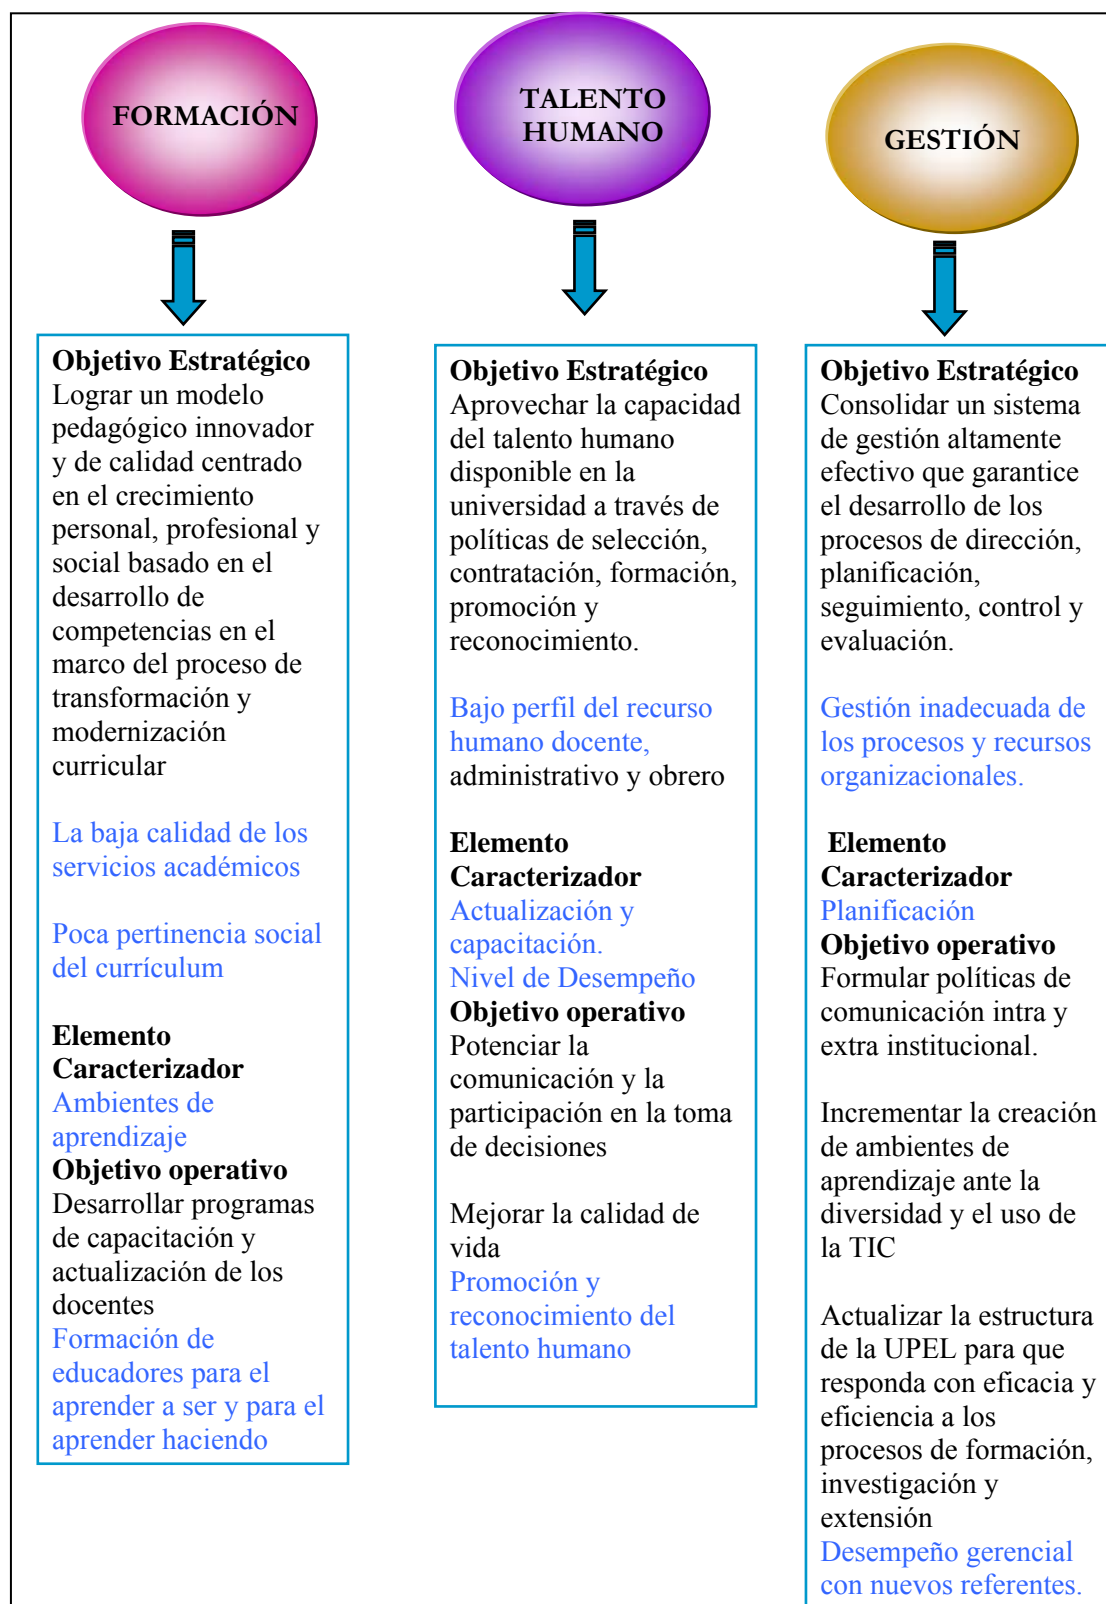 FORMACIÓN
Objetivo Estratégico
Lograr un modelo
pedagógico innovador
y de calidad centrado
en el crecimiento
personal, profesional y
social basado en el
desarrollo de
competencias en el
marco del proceso de
transformación y
modernización
curricular
La baja calidad de los
servicios académicos
Poca pertinencia social
del currículum
Elemento
Caracterizador
Ambientes de
aprendizaje
Objetivo operativo
Desarrollar programas
de capacitación y
actualización de los
docentes
Formación de
educadores para el
aprender a ser y para el
aprender haciendo
TALENTO
HUMANO
Objetivo Estratégico
Aprovechar la capacidad
del talento humano
disponible en la
universidad a través de
políticas de selección,
contratación, formación,
promoción y
reconocimiento.
Bajo perfil del recurso
humano docente,
administrativo y obrero
Elemento
Caracterizador
Actualización y
capacitación.
Nivel de Desempeño
Objetivo operativo
Potenciar la
comunicación y la
participación en la toma
de decisiones
Mejorar la calidad de
vida
Promoción y
reconocimiento del
talento humano
GESTIÓN
Objetivo Estratégico
Consolidar un sistema
de gestión altamente
efectivo que garantice
el desarrollo de los
procesos de dirección,
planificación,
seguimiento, control y
evaluación.
Gestión inadecuada de
los procesos y recursos
organizacionales.
Elemento
Caracterizador
Planificación
Objetivo operativo
Formular políticas de
comunicación intra y
extra institucional.
Incrementar la creación
de ambientes de
aprendizaje ante la
diversidad y el uso de
la TIC
Actualizar la estructura
de la UPEL para que
responda con eficacia y
eficiencia a los
procesos de formación,
investigación y
extensión
Desempeño gerencial
con nuevos referentes.